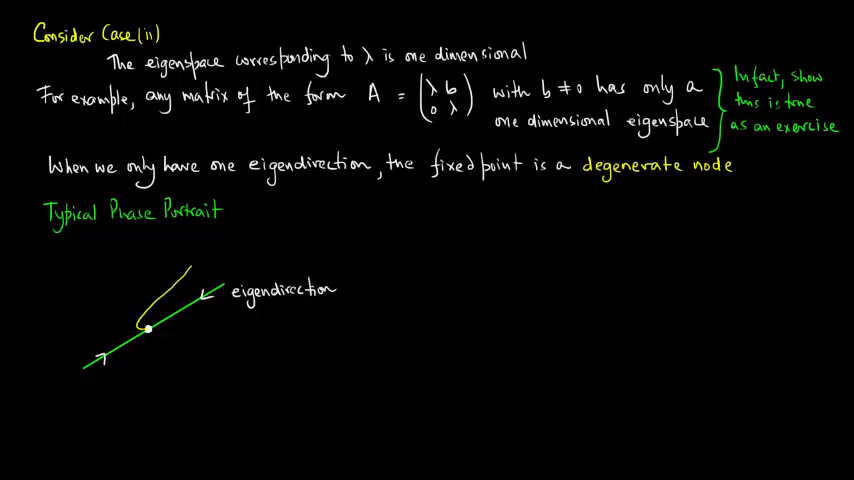 Consider Case(ii)
The eigenspace corresponding to λ is one dimensional
For example, any matrix of the form A = (λ b
0 λ) with b ≠ 0 has only a
one dimensional eigenspace
Infact, show
this is true
as an exercise
When we only have one eigendirection, the fixed point is a degenerate node
Typical Phase Portrait
eigendirection